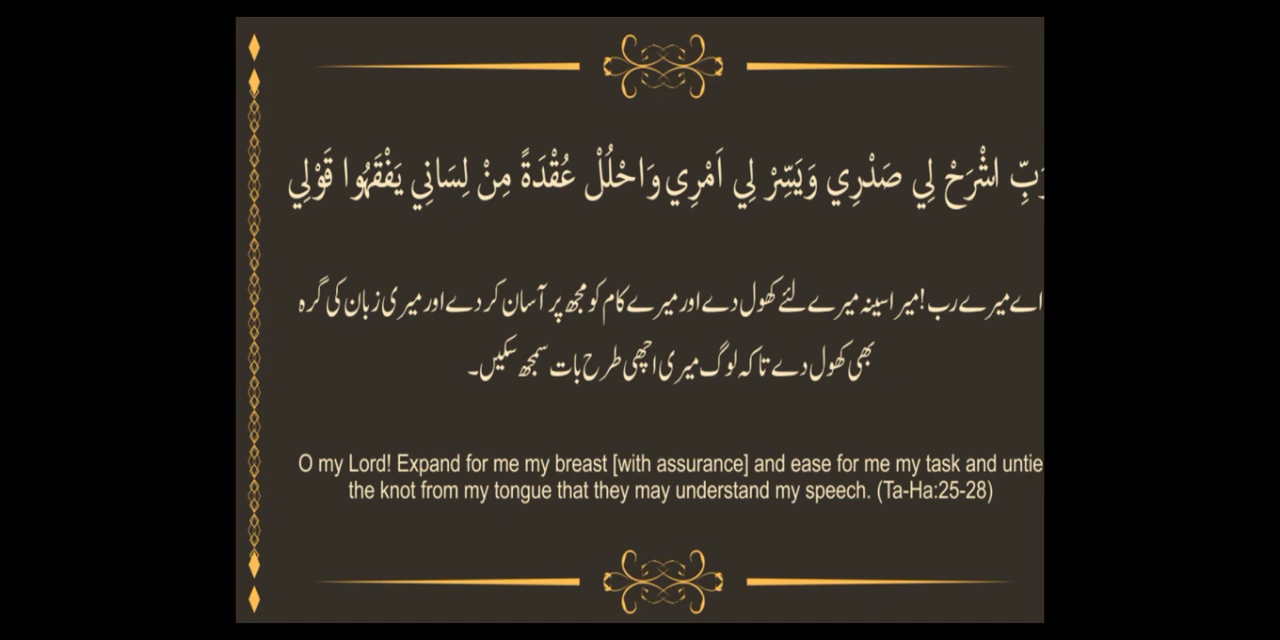 رَبِّ اشْرَحْ لِي صَدْرِي وَيَسِّرْ لِي اَمْرِي وَاحْلُلْ عُقْدَةً مِنْ لِسَانِي يَفْقَهُوا قَوْلِي
اے میرے رب! میرا سینہ میرے لئے کھول دے اور میرے کام کو مجھ پر آسان کر دے اور میری زبان کی گرہ
بھی کھول دے تاکہ لوگ میری اچھی طرح بات سمجھ سکیں۔
O my Lord! Expand for me my breast [with assurance] and ease for me my task and untie
the knot from my tongue that they may understand my speech. (Ta-Ha:25-28)